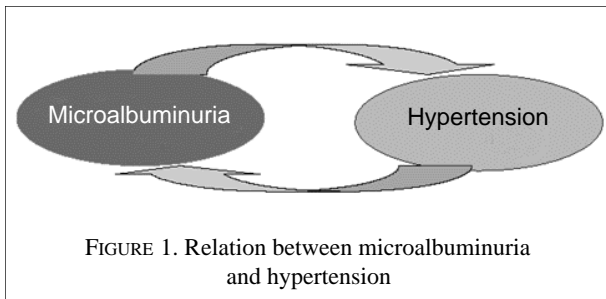 Microalbuminuria
Hypertension
FIGURE 1. Relation between microalbuminuria
and hypertension